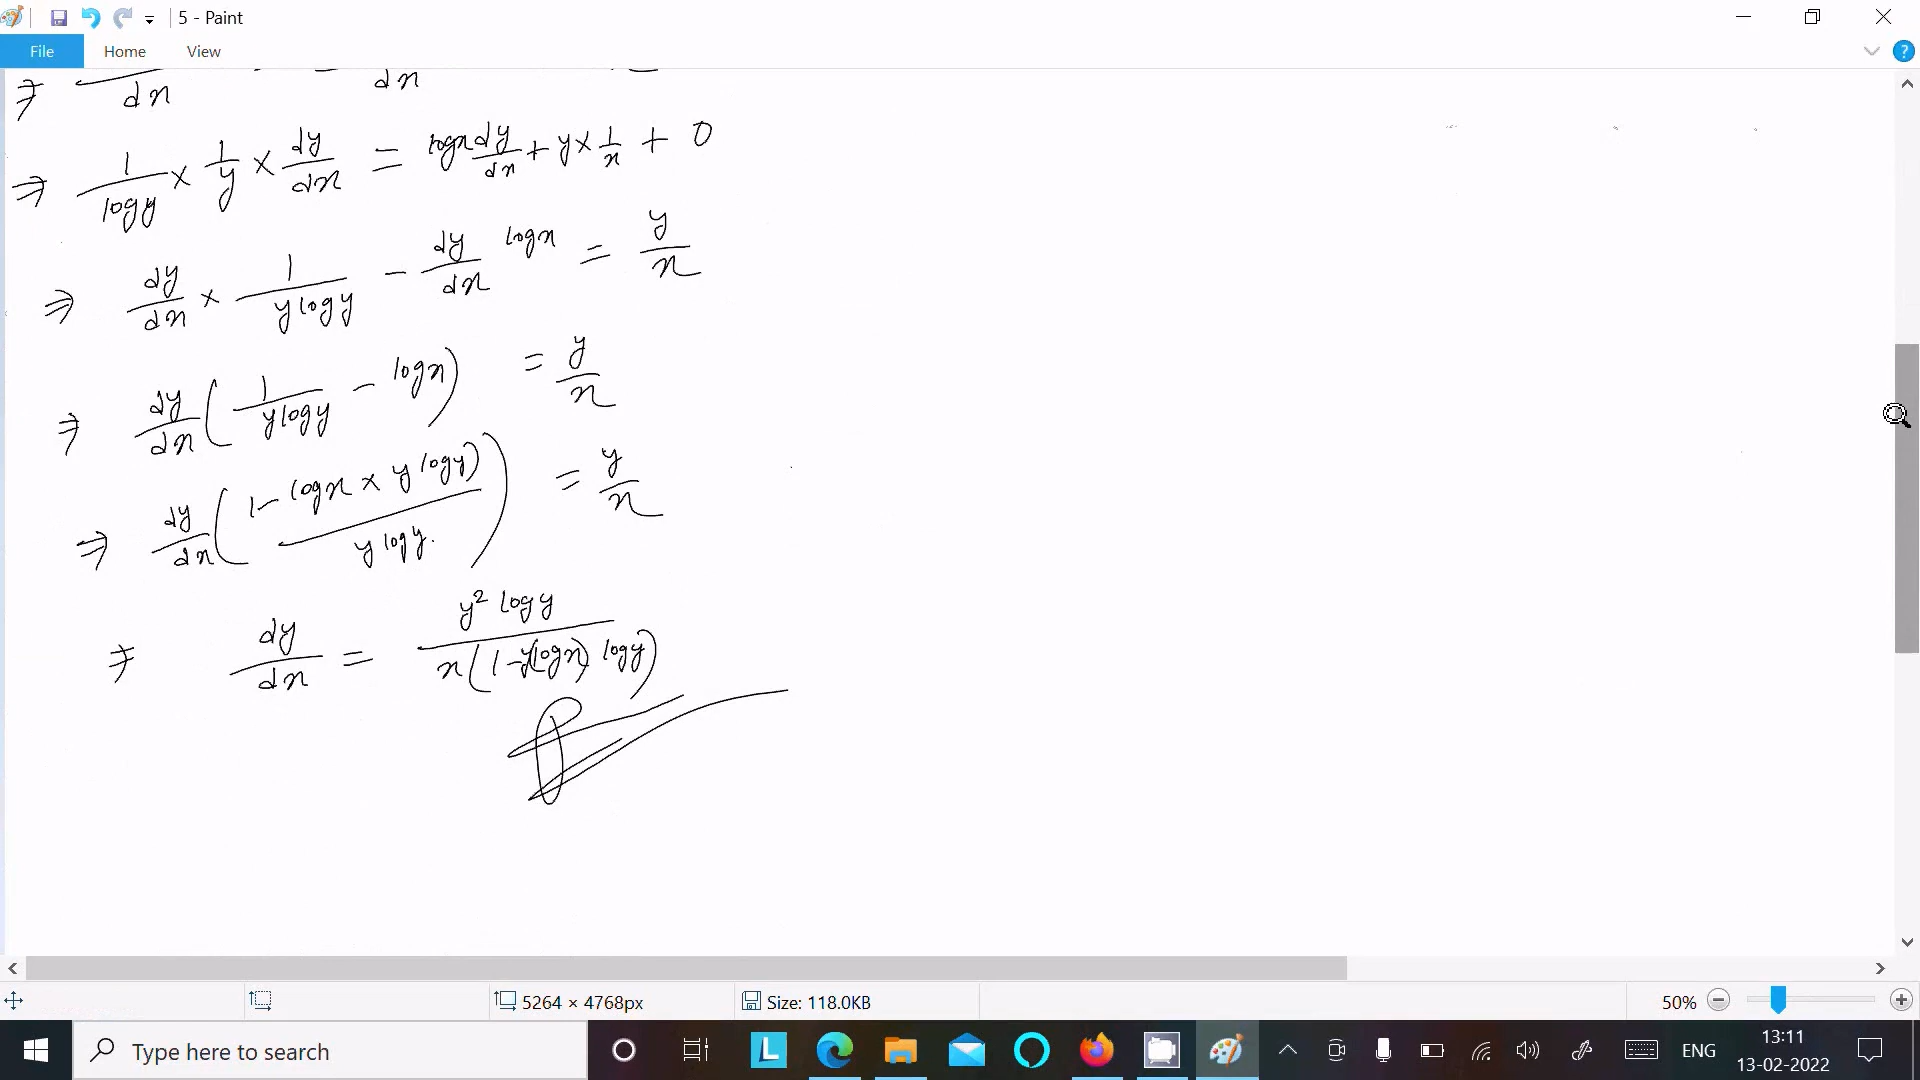 5 - Paint
File Home View
⇒ dx dx
⇒ 1/logy × 1/y × dy/dx = logx dy/dx + y × 1/x + 0
⇒ dy/dx × 1/(y logy) - dy/dx logx = y/x
⇒ dy/dx (1/(y logy) - logx) = y/x
⇒ dy/dx ((1 - logx × y logy)/(y logy)) = y/x
⇒ dy/dx = y² logy / x(1-y(logx) logy)
5264 × 4768px Size: 118.0KB 50%
Type here to search L ENG 13:11
13-02-2022